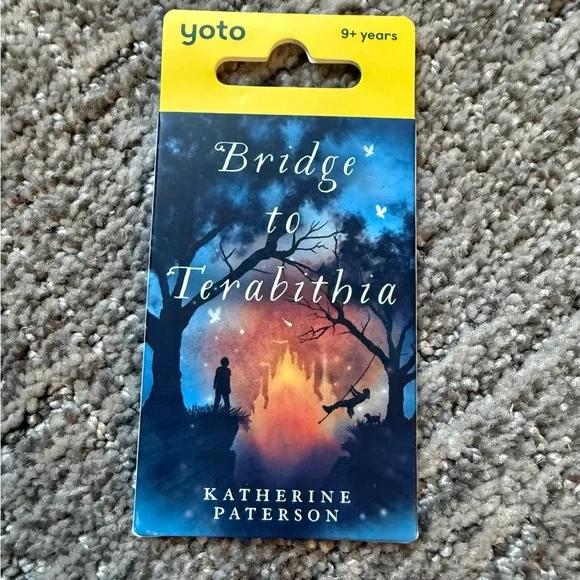 yoto
9+ years
Bridge
to
Terabithia
KATHERINE
PATERSON